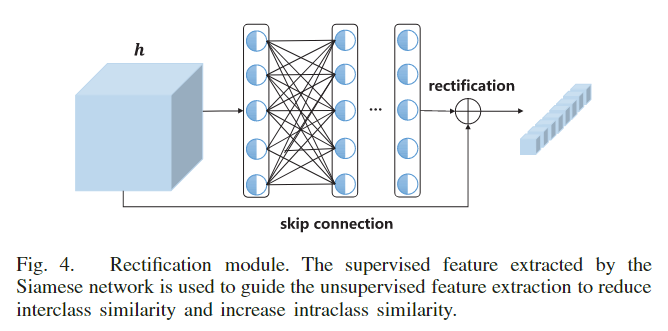 h
rectification
...
skip connection
Fig. 4. Rectification module. The supervised feature extracted by the
Siamese network is used to guide the unsupervised feature extraction to reduce
interclass similarity and increase intraclass similarity.